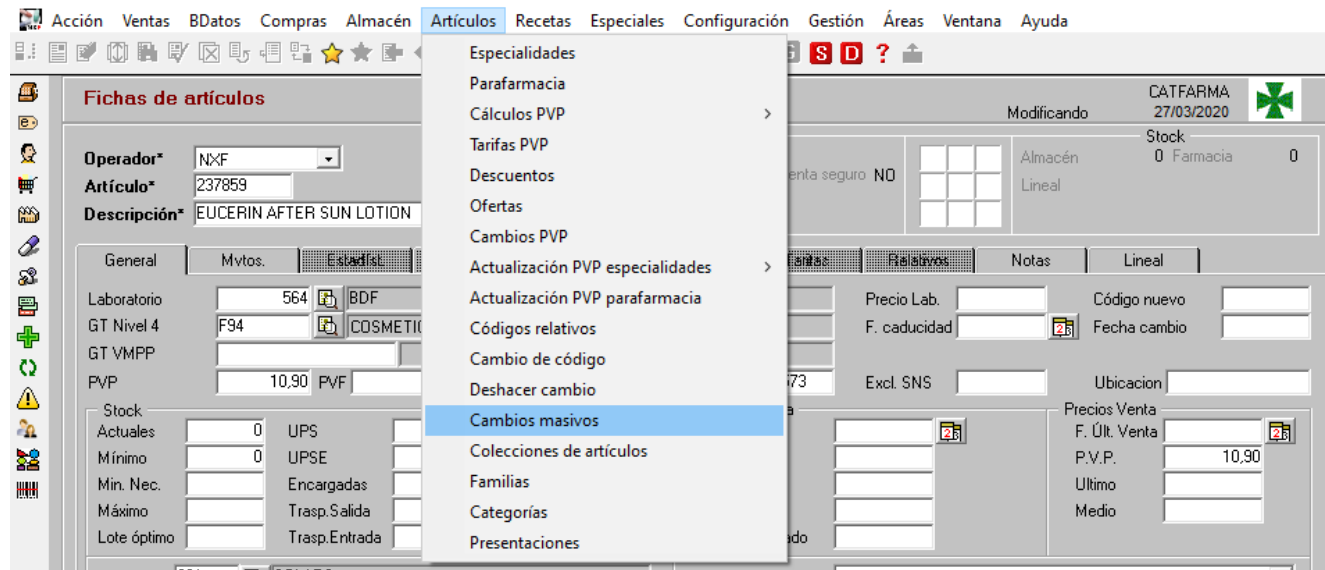 Acción Ventas BDatos Compras Almacén Artículos Recetas Especiales Configuración Gestión Áreas Ventana Ayuda
S D ?
Especialidades
Parafarmacia
Cálculos PVP
Tarifas PVP
Descuentos
Ofertas
Cambios PVP
Actualización PVP especialidades
Actualización PVP parafarmacia
Códigos relativos
Cambio de código
Deshacer cambio
Cambios masivos
Colecciones de artículos
Familias
Categorías
Presentaciones
Fichas de artículos
Modificando
CATFARMA
27/03/2020
Operador* NXF
Artículo* 237859
Descripción* EUCERIN AFTER SUN LOTION
enta seguro NO
Stock
Almacén 0 Farmacia 0
Lineal
General Mvtos. Estadíst. Tarifas Relativos Notas Lineal
Laboratorio 564 BDF Precio Lab. Código nuevo
GT Nivel 4 F94 COSMETI F. caducidad Fecha cambio
GT VMPP
PVP 10,90 PVF 673 Excl. SNS Ubicacion
Stock Precios Venta
Actuales 0 UPS F. Últ. Venta
Mínimo 0 UPSE P.V.P. 10,90
Min. Nec. Encargadas Ultimo
Máximo Trasp.Salida Medio
Lote óptimo Trasp.Entrada ado